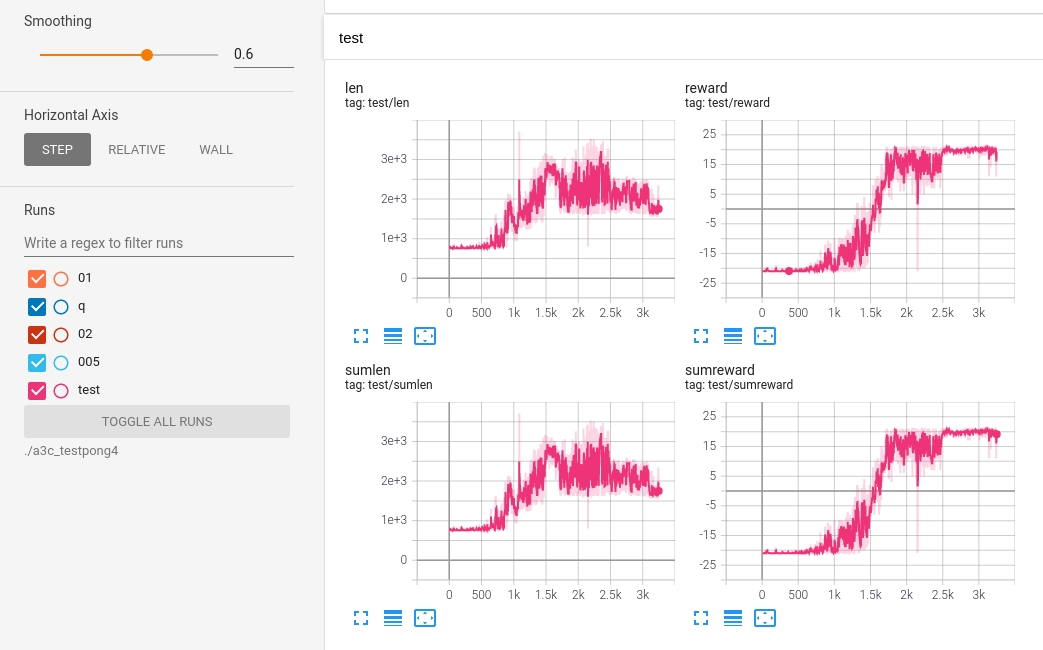 Smoothing
0.6
Horizontal Axis
STEP RELATIVE WALL
Runs
Write a regex to filter runs
01
q
02
005
test
TOGGLE ALL RUNS
./a3c_testpong4
test
len
tag: test/len
3e+3
2e+3
1e+3
0
0 500 1k 1.5k 2k 2.5k 3k
reward
tag: test/reward
25
15
5
-5
-15
-25
0 500 1k 1.5k 2k 2.5k 3k
sumlen
tag: test/sumlen
3e+3
2e+3
1e+3
0
0 500 1k 1.5k 2k 2.5k 3k
sumreward
tag: test/sumreward
25
15
5
-5
-15
-25
0 500 1k 1.5k 2k 2.5k 3k